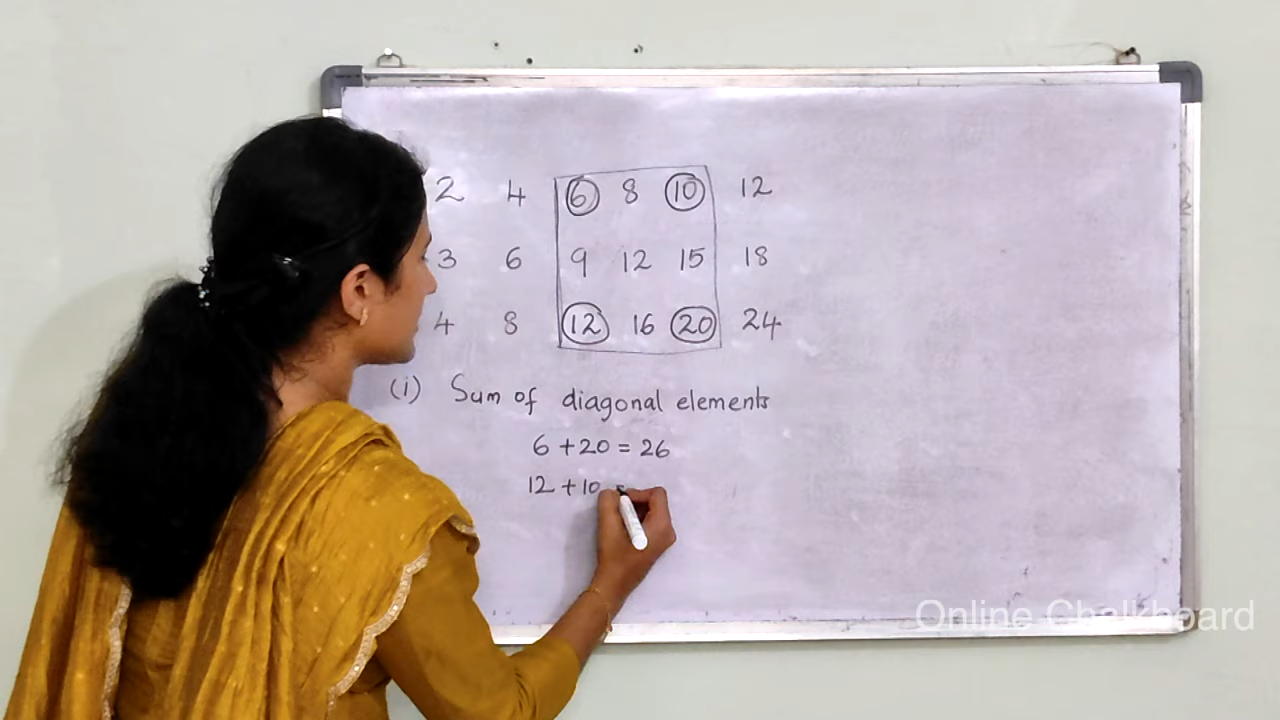 2 4 6 8 10 12
3 6 9 12 15 18
4 8 12 16 20 24
(i) Sum of diagonal elements
6 + 20 = 26
12 + 10 =
Online Chalkboard